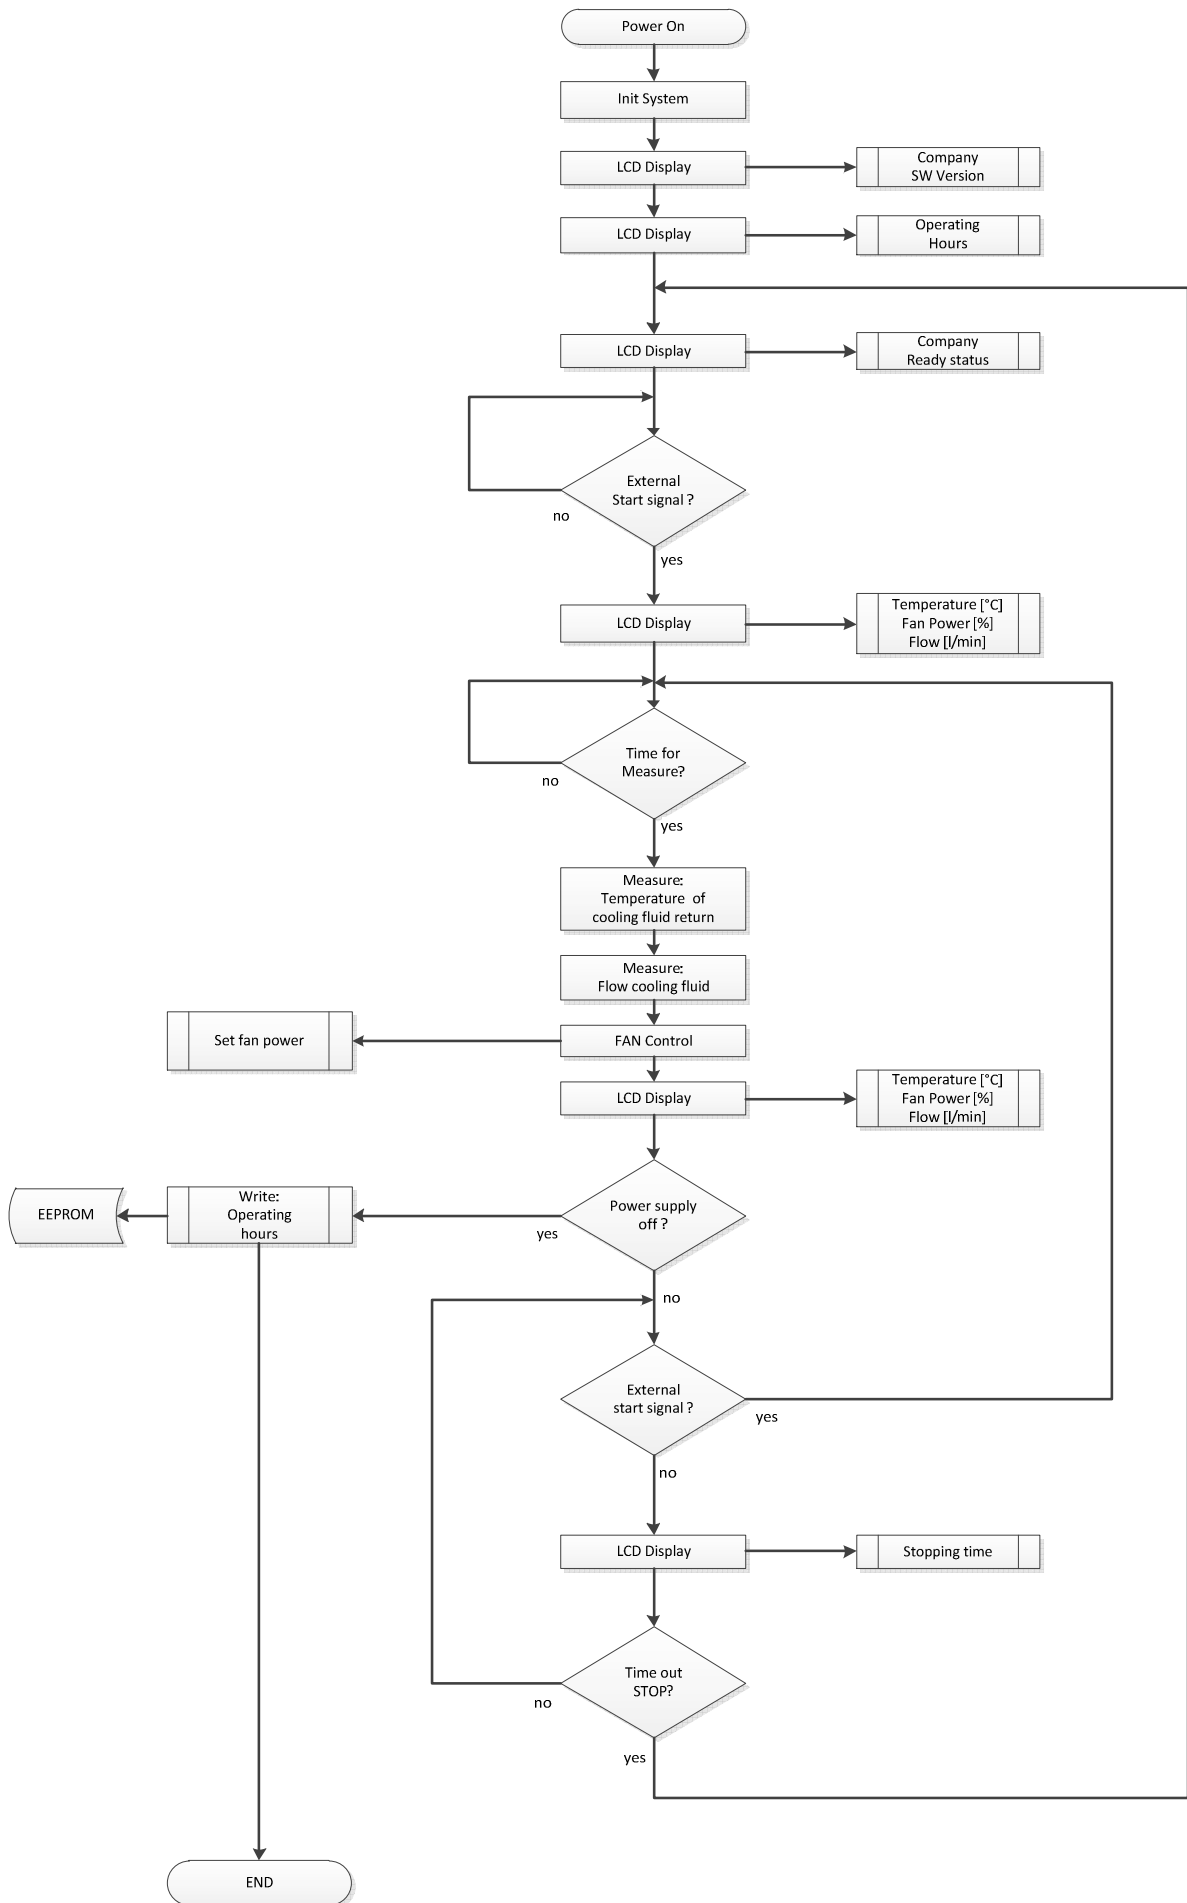 Power On
Init System
LCD Display
Company
SW Version
LCD Display
Operating
Hours
LCD Display
Company
Ready status
External
Start signal ?
no
yes
LCD Display
Temperature [°C]
Fan Power [%]
Flow [l/min]
Time for
Measure?
no
yes
Measure:
Temperature of
cooling fluid return
Measure:
Flow cooling fluid
Set fan power
FAN Control
LCD Display
Temperature [°C]
Fan Power [%]
Flow [l/min]
EEPROM
Write:
Operating
hours
Power supply
off ?
yes
no
External
start signal ?
yes
no
LCD Display
Stopping time
Time out
STOP?
no
yes
END